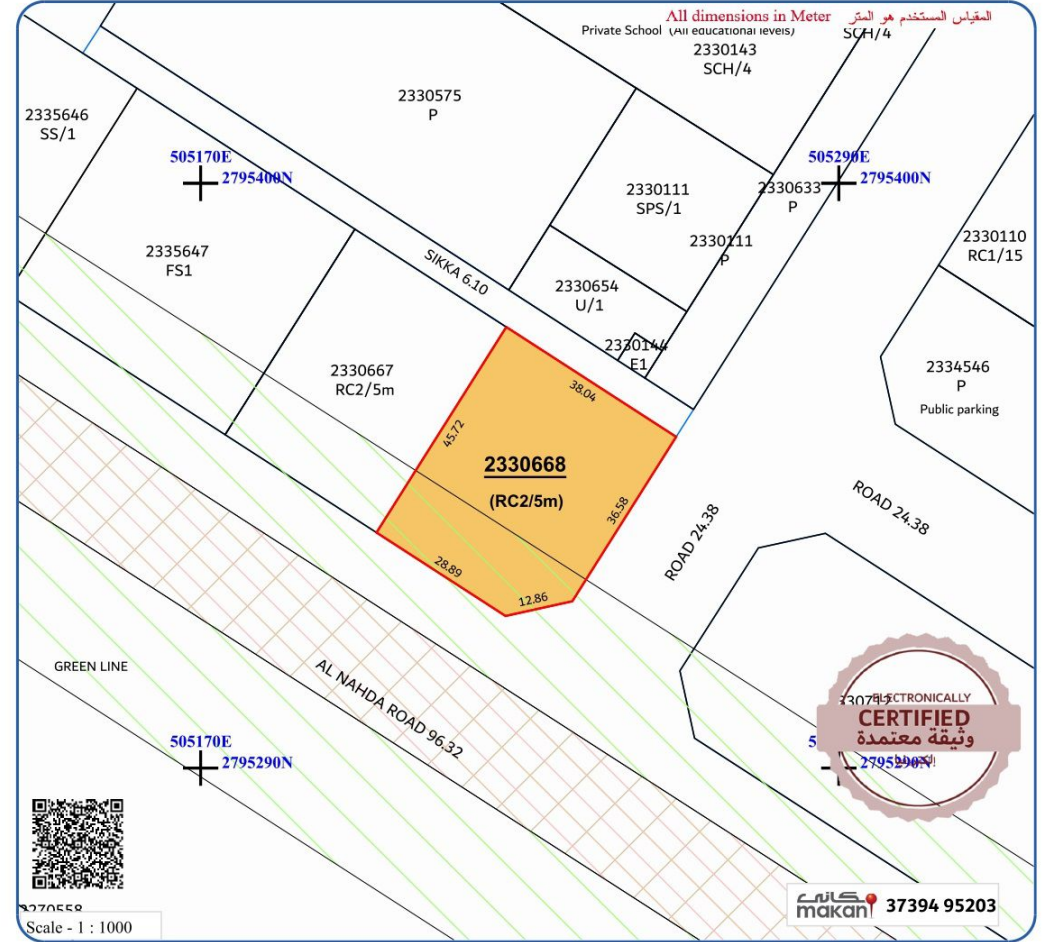 All dimensions in Meter المقياس المستخدم هو المتر
Private School (All educational levels)
2330143
SCH/4
SCH/4
2330575
P
2335646
SS/1
505170E
2795400N
505290E
2795400N
2330111
SPS/1
2330633
P
2330111
P
2330110
RC1/15
2335647
FS1
SIKKA 6.10
2330654
U/1
2330144
E1
2330667
RC2/5m
2334546
P
Public parking
38.04
45.72
2330668
(RC2/5m)
36.58
28.89
12.86
ROAD 24.38
ROAD 24.38
GREEN LINE
AL NAHDA ROAD 96.32
ELECTRONICALLY
CERTIFIED
وثيقة معتمدة
505170E
2795290N
2795290N
مكاني
makani
37394 95203
Scale - 1 : 1000